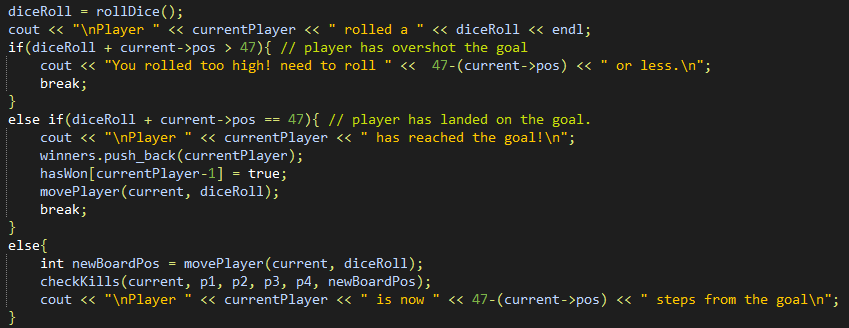 diceRoll = rollDice();
cout << "\nPlayer " << currentPlayer << " rolled a " << diceRoll << endl;
if(diceRoll + current->pos > 47){ // player has overshot the goal
    cout << "You rolled too high! need to roll " <<  47-(current->pos) << " or less.\n";
    break;
}
else if(diceRoll + current->pos == 47){ // player has landed on the goal.
    cout << "\nPlayer " << currentPlayer << " has reached the goal!\n";
    winners.push_back(currentPlayer);
    hasWon[currentPlayer-1] = true;
    movePlayer(current, diceRoll);
    break;
}
else{
    int newBoardPos = movePlayer(current, diceRoll);
    checkKills(current, p1, p2, p3, p4, newBoardPos);
    cout << "\nPlayer " << currentPlayer << " is now " << 47-(current->pos) << " steps from the goal\n";
}